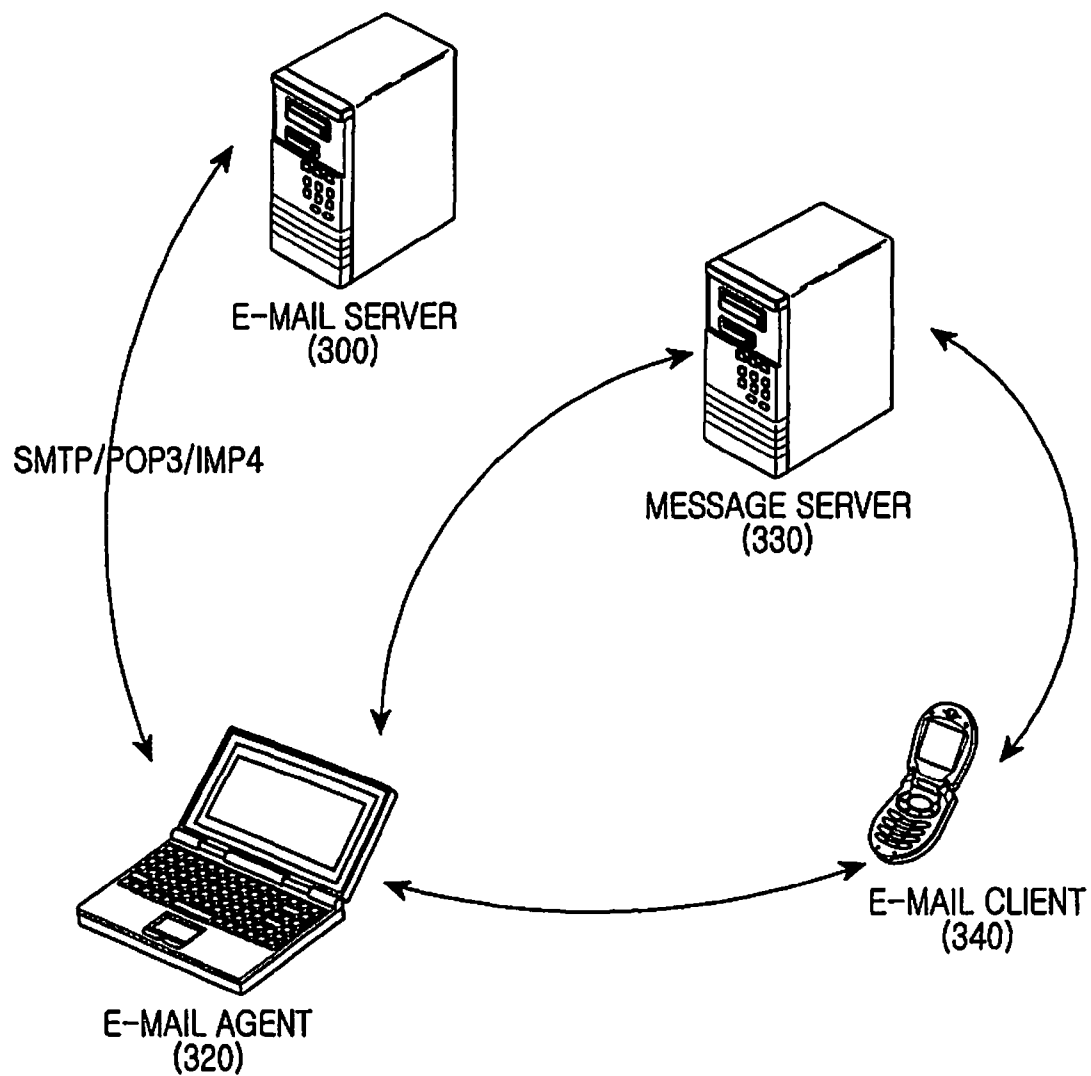 E-MAIL SERVER
(300)
SMTP/POP3/IMP4
MESSAGE SERVER
(330)
E-MAIL CLIENT
(340)
E-MAIL AGENT
(320)